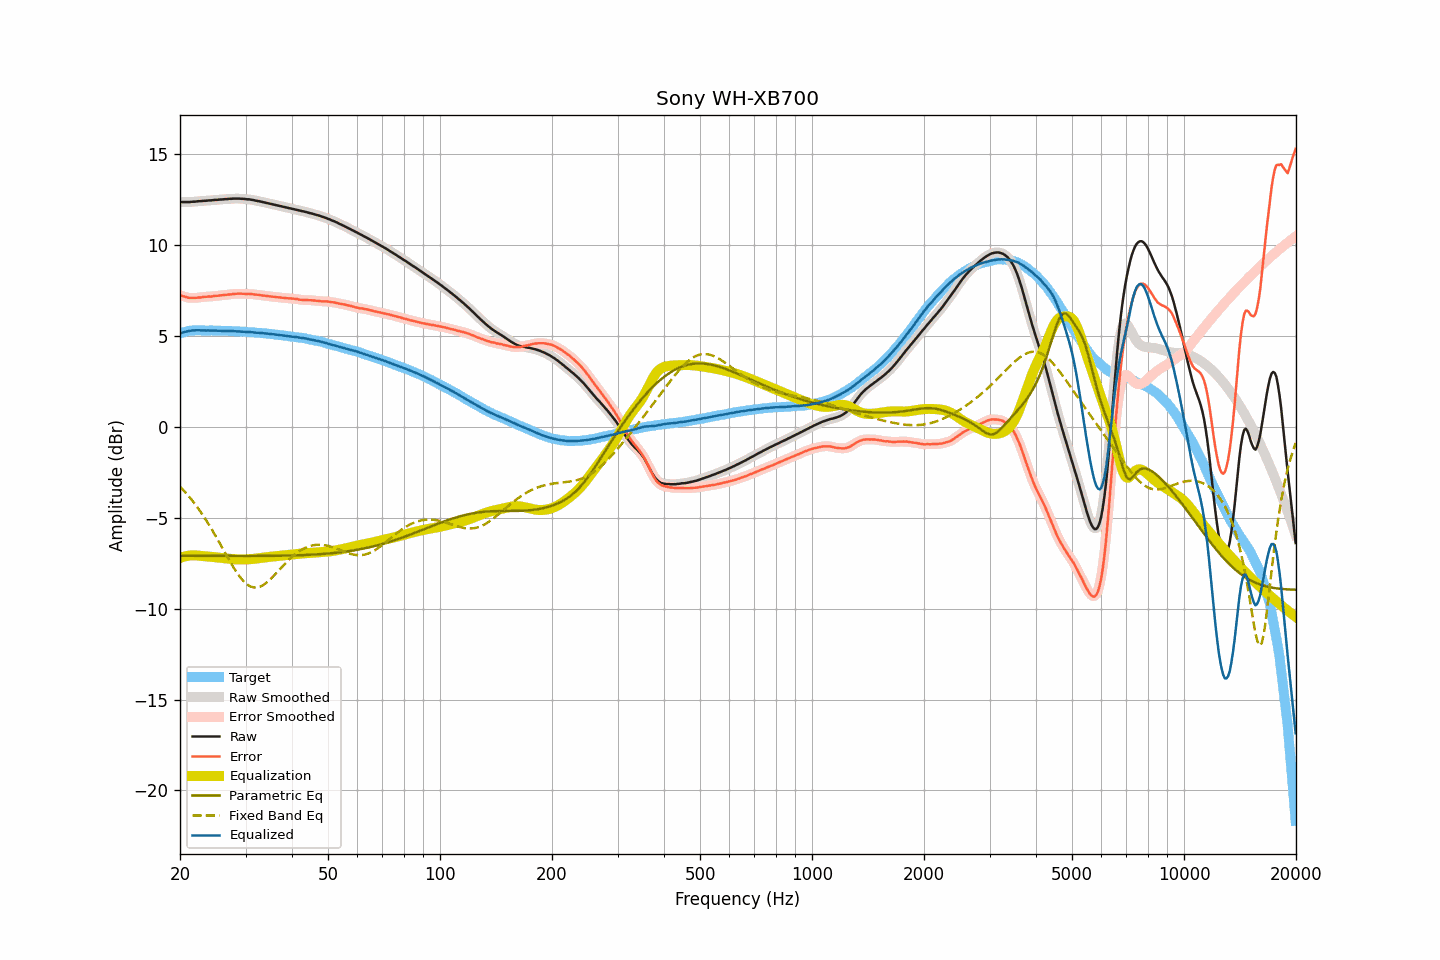 Sony WH-XB700
Amplitude (dBr)
15
10
5
0
−5
−10
−15
−20
Target
Raw Smoothed
Error Smoothed
Raw
Error
Equalization
Parametric Eq
Fixed Band Eq
Equalized
20 50 100 200 500 1000 2000 5000 10000 20000
Frequency (Hz)